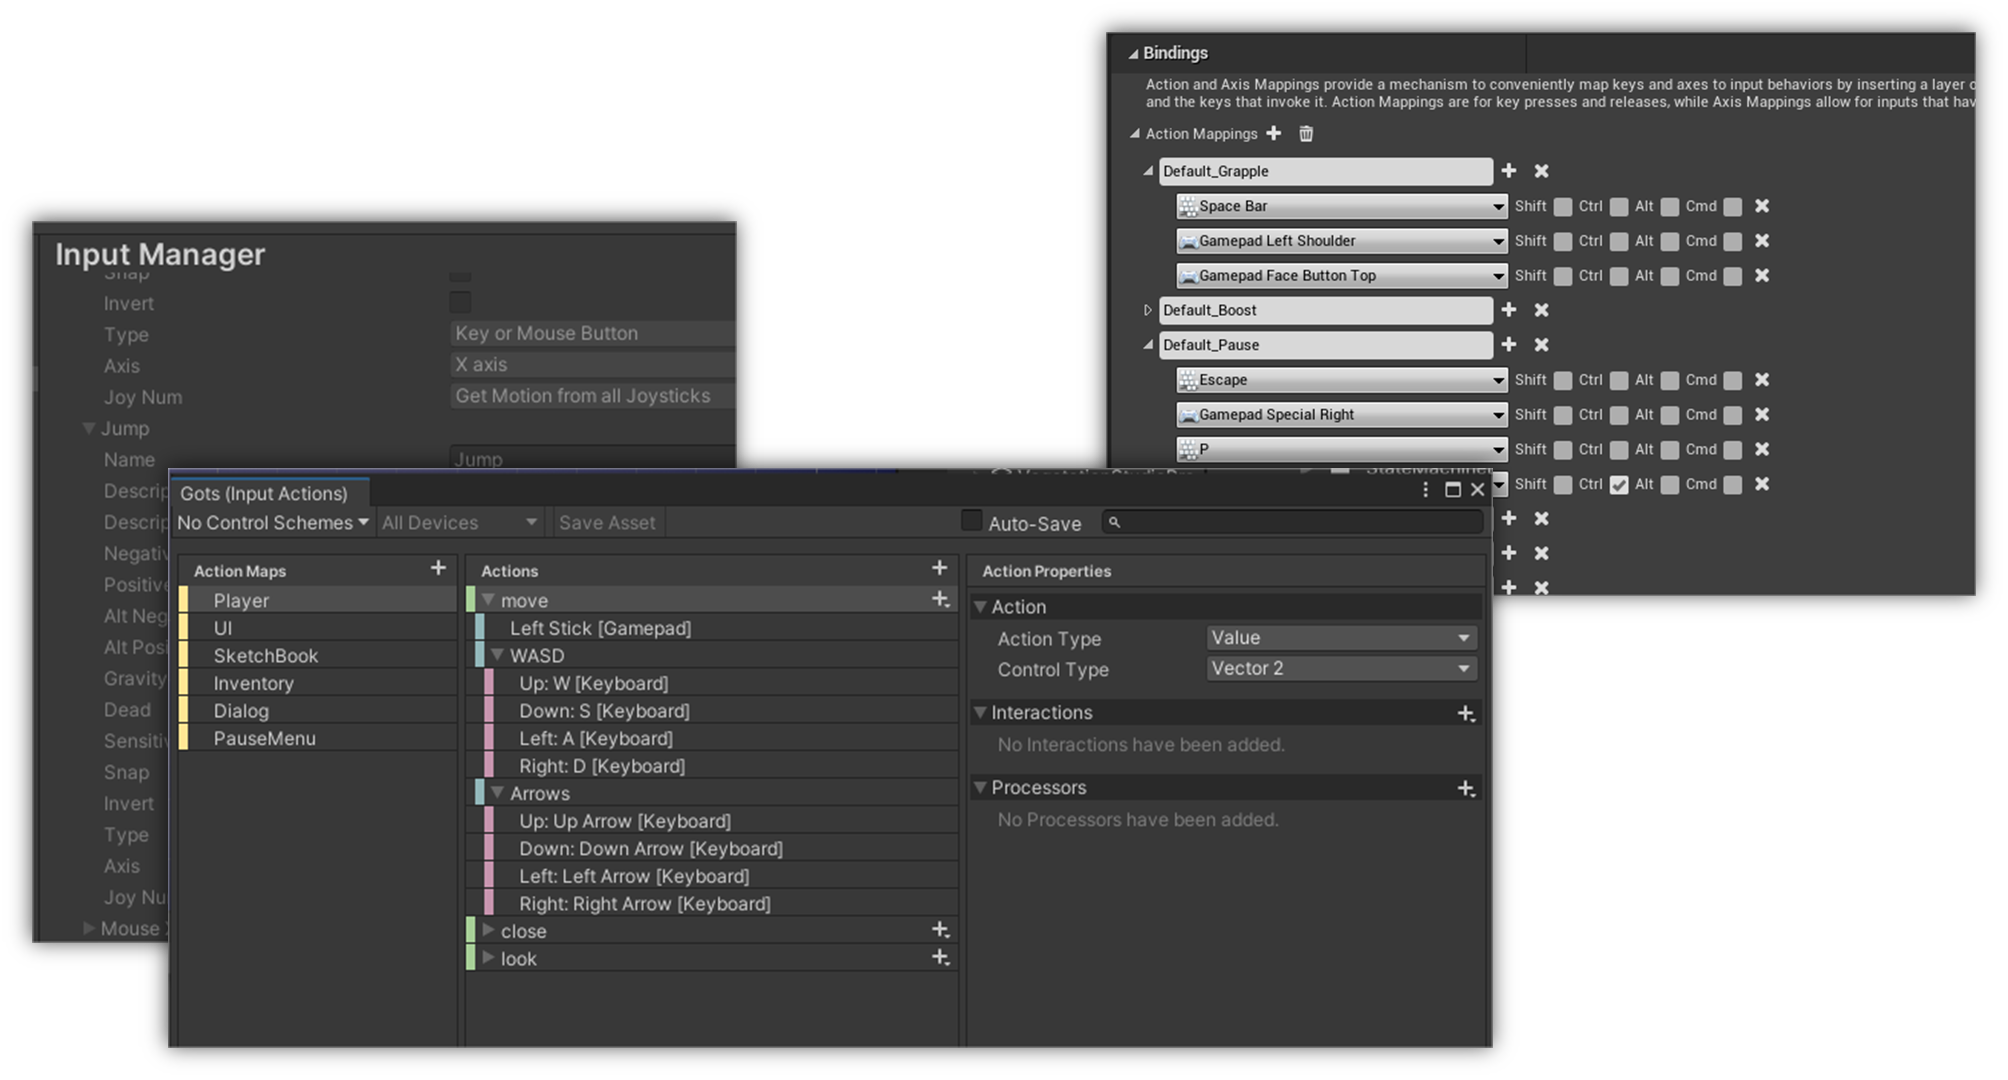 Bindings
Action and Axis Mappings provide a mechanism to conveniently map keys and axes to input behaviors by inserting a layer
and the keys that invoke it. Action Mappings are for key presses and releases, while Axis Mappings allow for inputs that
Action Mappings
Default_Grapple
Space Bar Shift Ctrl Alt Cmd
Gamepad Left Shoulder Shift Ctrl Alt Cmd
Gamepad Face Button Top Shift Ctrl Alt Cmd
Default_Boost
Default_Pause
Escape Shift Ctrl Alt Cmd
Gamepad Special Right Shift Ctrl Alt Cmd
P Shift Ctrl Alt Cmd
Shift Ctrl Alt Cmd
Input Manager
Snap
Invert
Type Key or Mouse Button
Axis X axis
Joy Num Get Motion from all Joysticks
Jump
Name Jump
Descrip
Descrip
Negativ
Positive
Alt Neg
Alt Posi
Gravity
Dead
Sensitiv
Snap
Invert
Type
Axis
Joy Nu
Mouse
Gots (Input Actions)
No Control Schemes All Devices Save Asset Auto-Save
Action Maps
Player
UI
SketchBook
Inventory
Dialog
PauseMenu
Actions
move
Left Stick [Gamepad]
WASD
Up: W [Keyboard]
Down: S [Keyboard]
Left: A [Keyboard]
Right: D [Keyboard]
Arrows
Up: Up Arrow [Keyboard]
Down: Down Arrow [Keyboard]
Left: Left Arrow [Keyboard]
Right: Right Arrow [Keyboard]
close
look
Action Properties
Action
Action Type Value
Control Type Vector 2
Interactions
No Interactions have been added.
Processors
No Processors have been added.